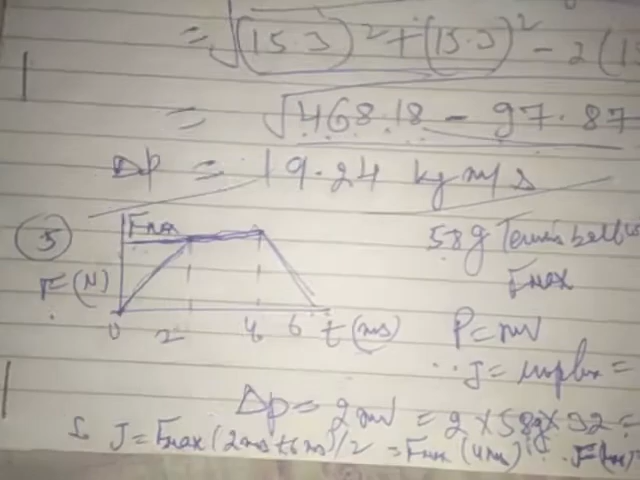 = √(15.3)² + (15.3)² - 2(15
= √468.18 - 97.87
Δp = 19.24 kg m/s
5
Fmax
F(N)
0 2 4 6 t(ms)
58g Tennis ball
Fmax
P = mv
J = =
Δp = 2mv = 2 × 58g × 32 =
J = Fmax (2ms + 6ms)/2 = Fmax (4ms)